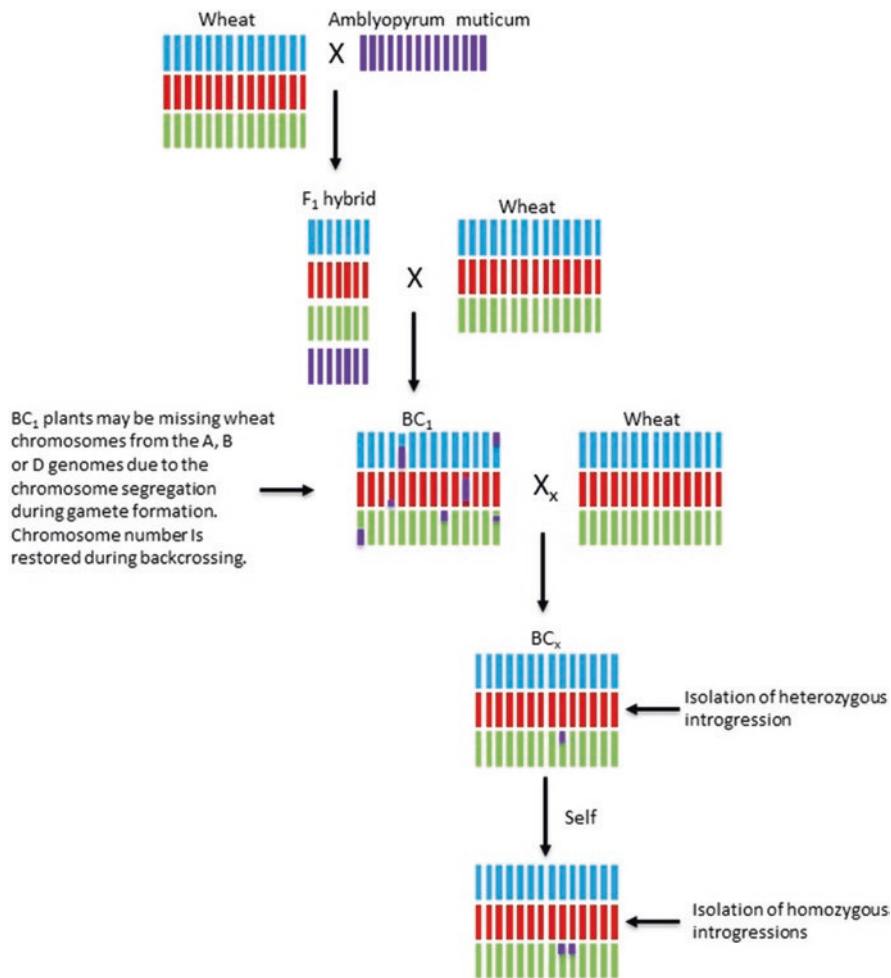 Wheat
Amblyopyrum muticum
X
F1 hybrid
Wheat
X
BC1 plants may be missing wheat
chromosomes from the A, B
or D genomes due to the
chromosome segregation
during gamete formation.
Chromosome number Is
restored during backcrossing.
BC1
Wheat
Xx
BCx
Isolation of heterozygous
introgression
Self
Isolation of homozygous
introgressions